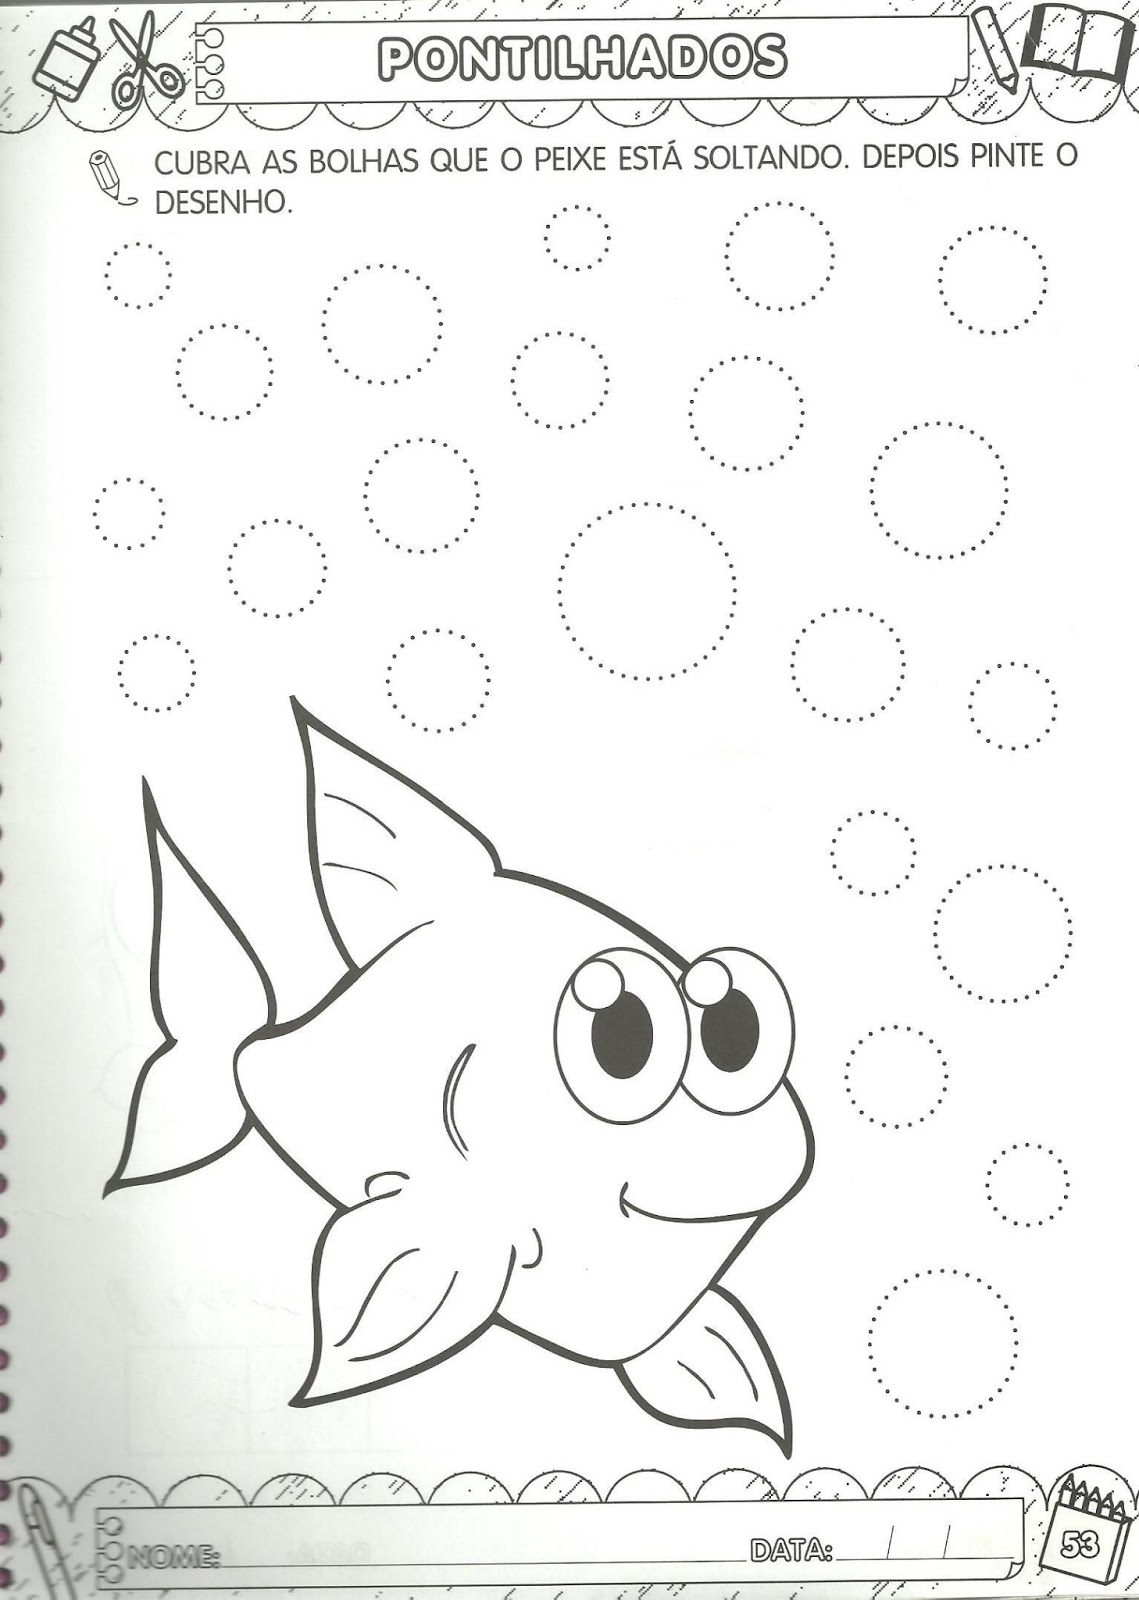 PONTILHADOS
CUBRA AS BOLHAS QUE O PEIXE ESTÁ SOLTANDO. DEPOIS PINTE O
DESENHO.
NOME: DATA: / /
53